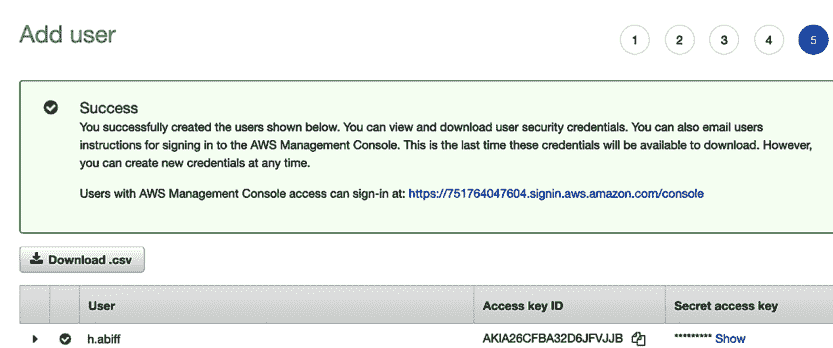 Add user
1 2 3 4 5
Success
You successfully created the users shown below. You can view and download user security credentials. You can also email users
instructions for signing in to the AWS Management Console. This is the last time these credentials will be available to download. However,
you can create new credentials at any time.
Users with AWS Management Console access can sign-in at: https://751764047604.signin.aws.amazon.com/console
Download .csv
User Access key ID Secret access key
h.abiff AKIA26CFBA32D6JFVJJB ********* Show